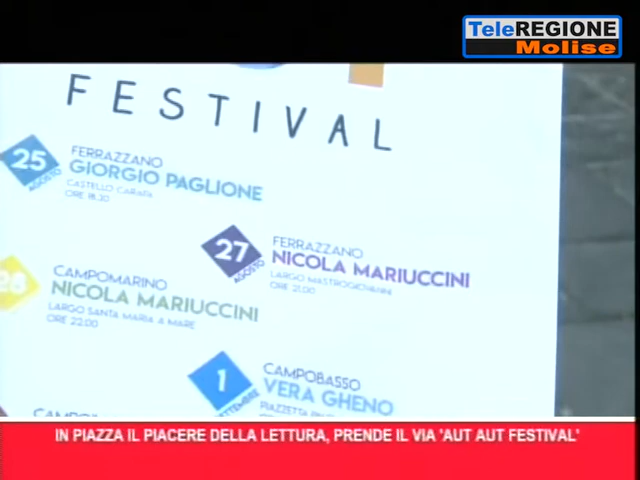 TeleREGIONE
Molise
FESTIVAL
25
AGOSTO
FERRAZZANO
GIORGIO PAGLIONE
CASTELLO CARAFA
ORE 18.30
27
AGOSTO
FERRAZZANO
NICOLA MARIUCCINI
LARGO MASTROGIOVANNI
ORE 21.00
28
CAMPOMARINO
NICOLA MARIUCCINI
LARGO SANTA MARIA A MARE
ORE 22.00
1
SETTEMBRE
CAMPOBASSO
VERA GHENO
PIAZZETTA
IN PIAZZA IL PIACERE DELLA LETTURA, PRENDE IL VIA 'AUT AUT FESTIVAL'